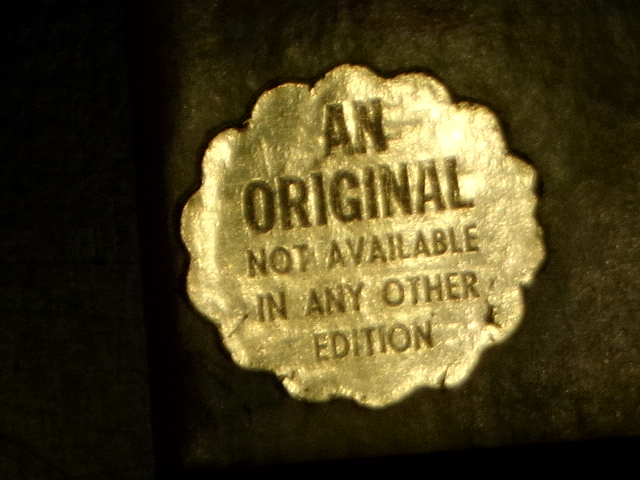 AN
ORIGINAL
NOT AVAILABLE
IN ANY OTHER
EDITION